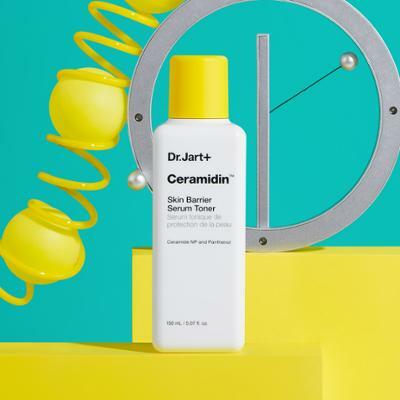 Dr.Jart+
Ceramidin™
Skin Barrier
Serum Toner
Sérum tonique de
protection de la peau
Ceramide NP and Panthenol
150 mL / 5.07 fl. oz.